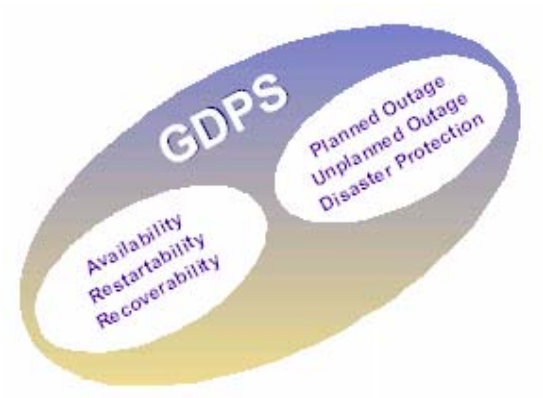 GDPS
Planned Outage
Unplanned Outage
Disaster Protection
Availability
Restartability
Recoverability